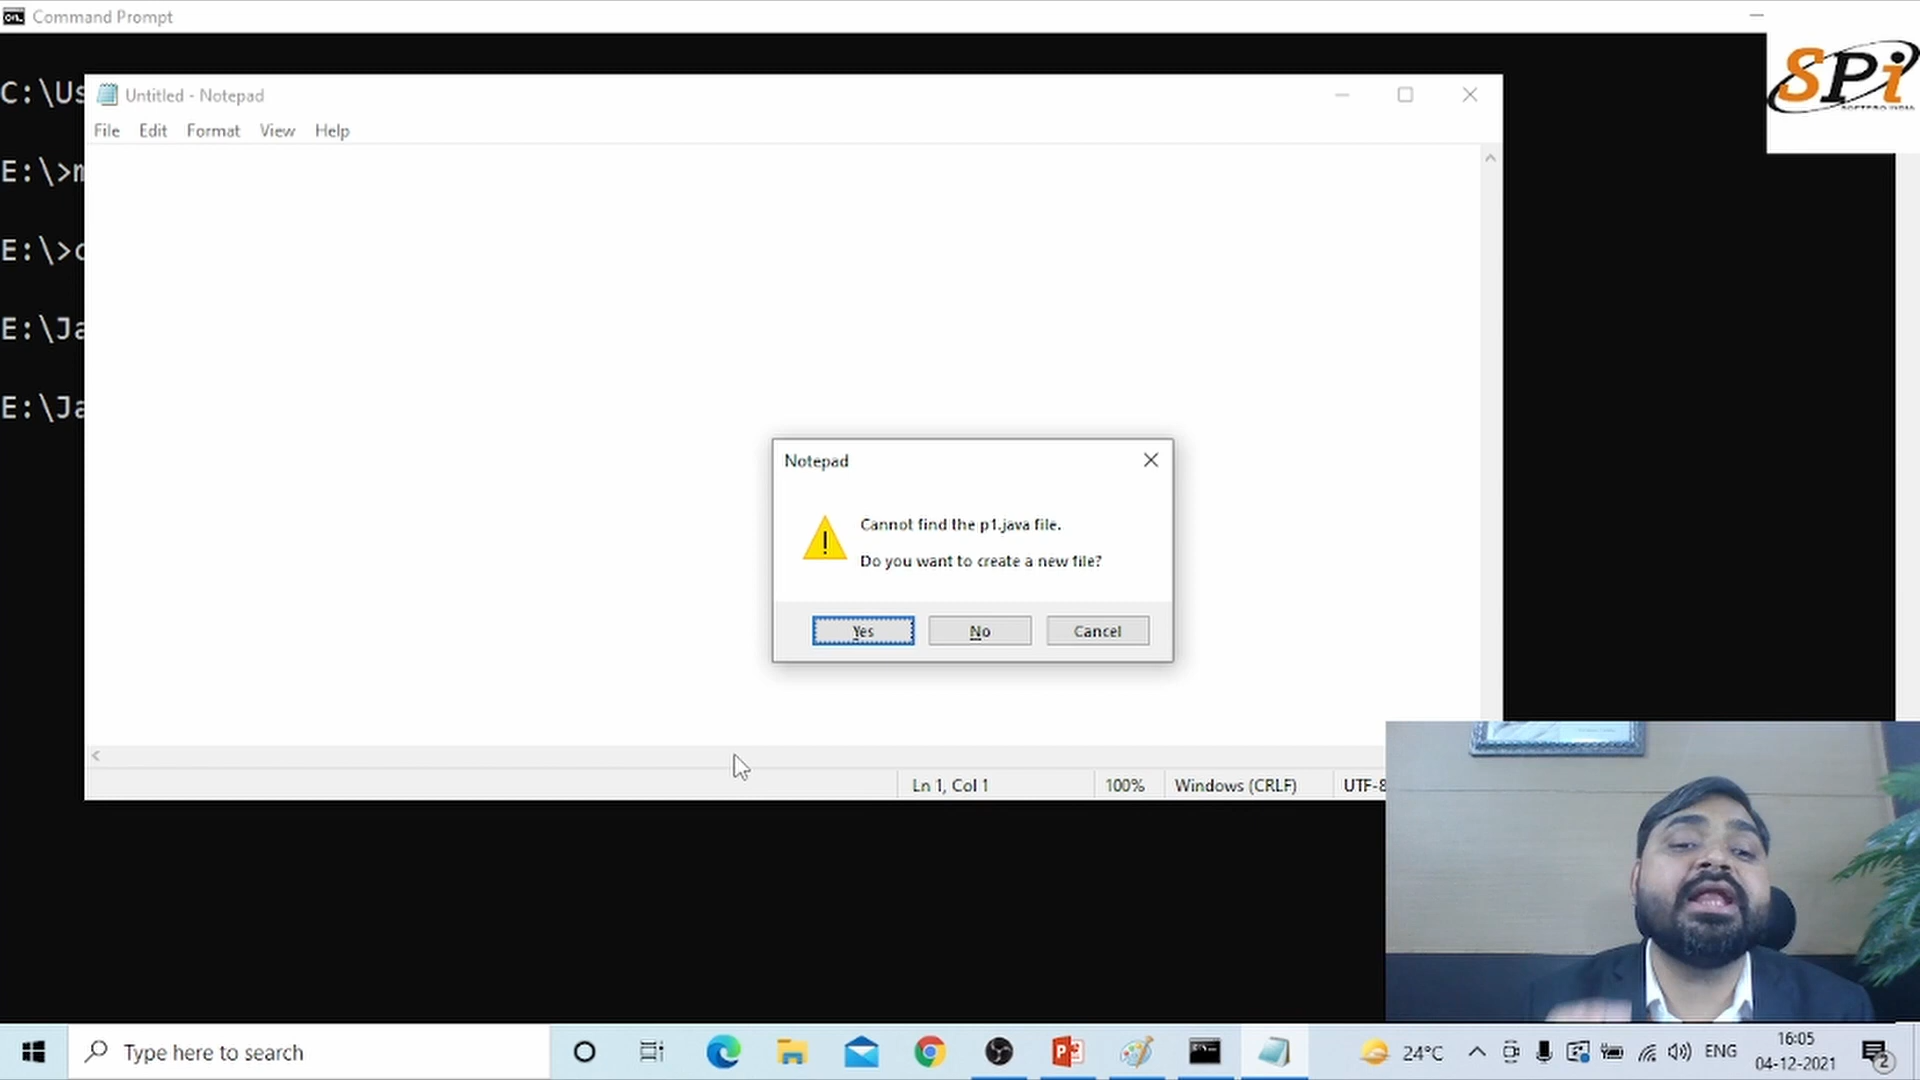 Command Prompt
C:\Us
Untitled - Notepad
SPi
File Edit Format View Help
E:\>m
E:\>c
E:\Ja
E:\Ja
Notepad
Cannot find the p1.java file.
Do you want to create a new file?
Yes No Cancel
Ln 1, Col 1 100% Windows (CRLF) UTF-8
Type here to search
24°C
ENG
16:05
04-12-2021
2